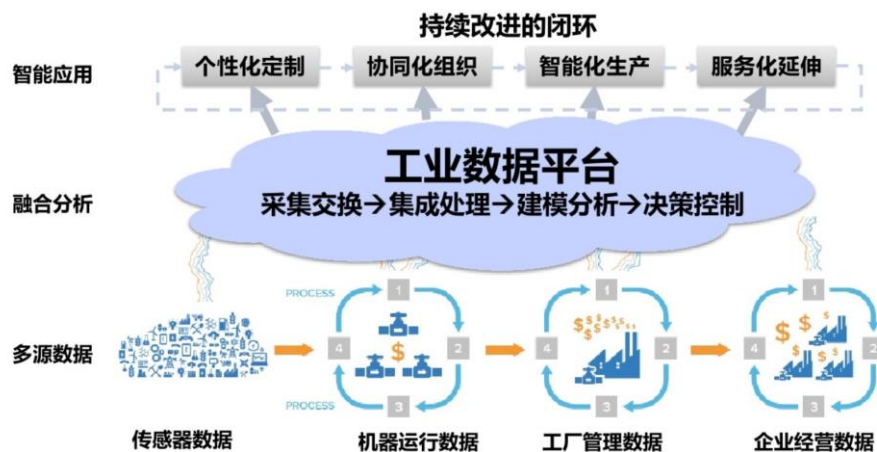 持续改进的闭环
智能应用
个性化定制
协同化组织
智能化生产
服务化延伸
工业数据平台
融合分析
采集交换→集成处理→建模分析→决策控制
多源数据
PROCESS
1
2
3
4
$
PROCESS
1
2
3
4
$ $ $ $ $ $ $ $ $
1
2
3
4
$ $ $ $ $
传感器数据
机器运行数据
工厂管理数据
企业经营数据